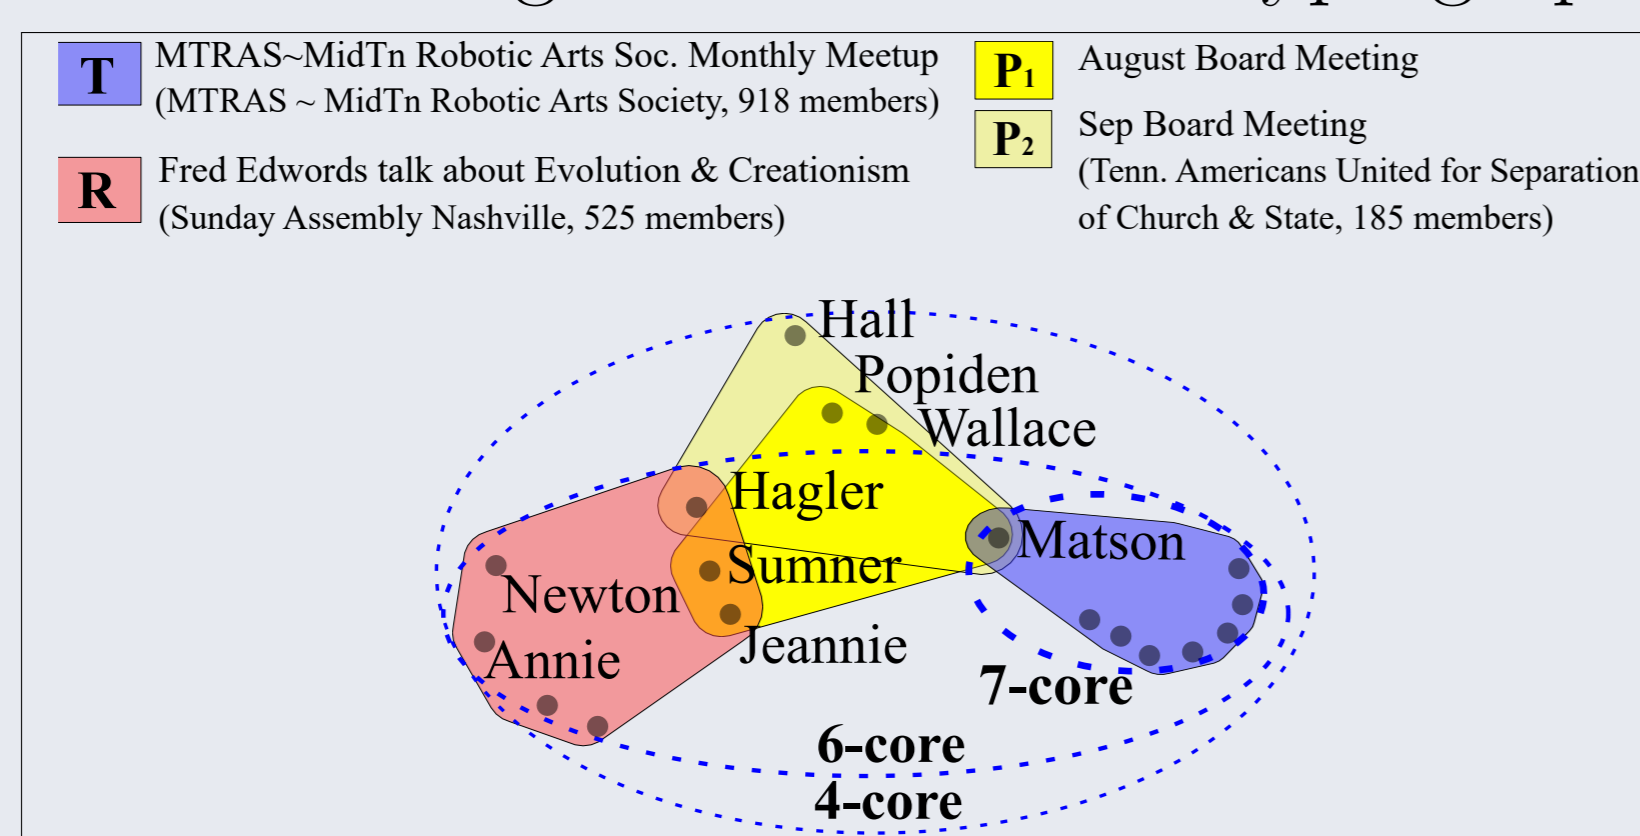 T
MTRAS~MidTn Robotic Arts Soc. Monthly Meetup
(MTRAS ~ MidTn Robotic Arts Society, 918 members)
R
Fred Edwords talk about Evolution & Creationism
(Sunday Assembly Nashville, 525 members)
P1
August Board Meeting
P2
Sep Board Meeting
(Tenn. Americans United for Separation
of Church & State, 185 members)
Hall
Popiden
Wallace
Hagler
Matson
Sumner
Newton
Jeannie
Annie
7-core
6-core
4-core